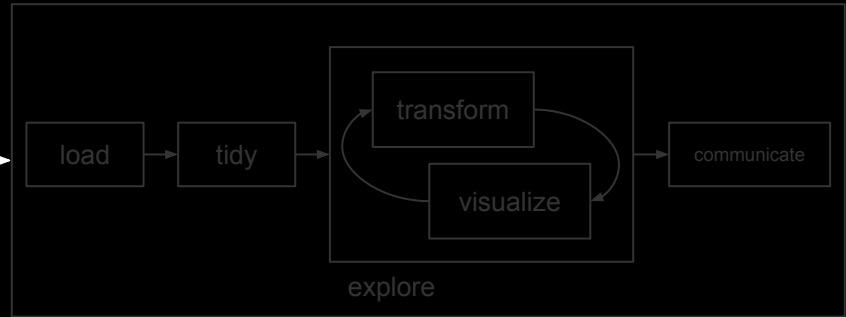 load
tidy
transform
visualize
explore
communicate